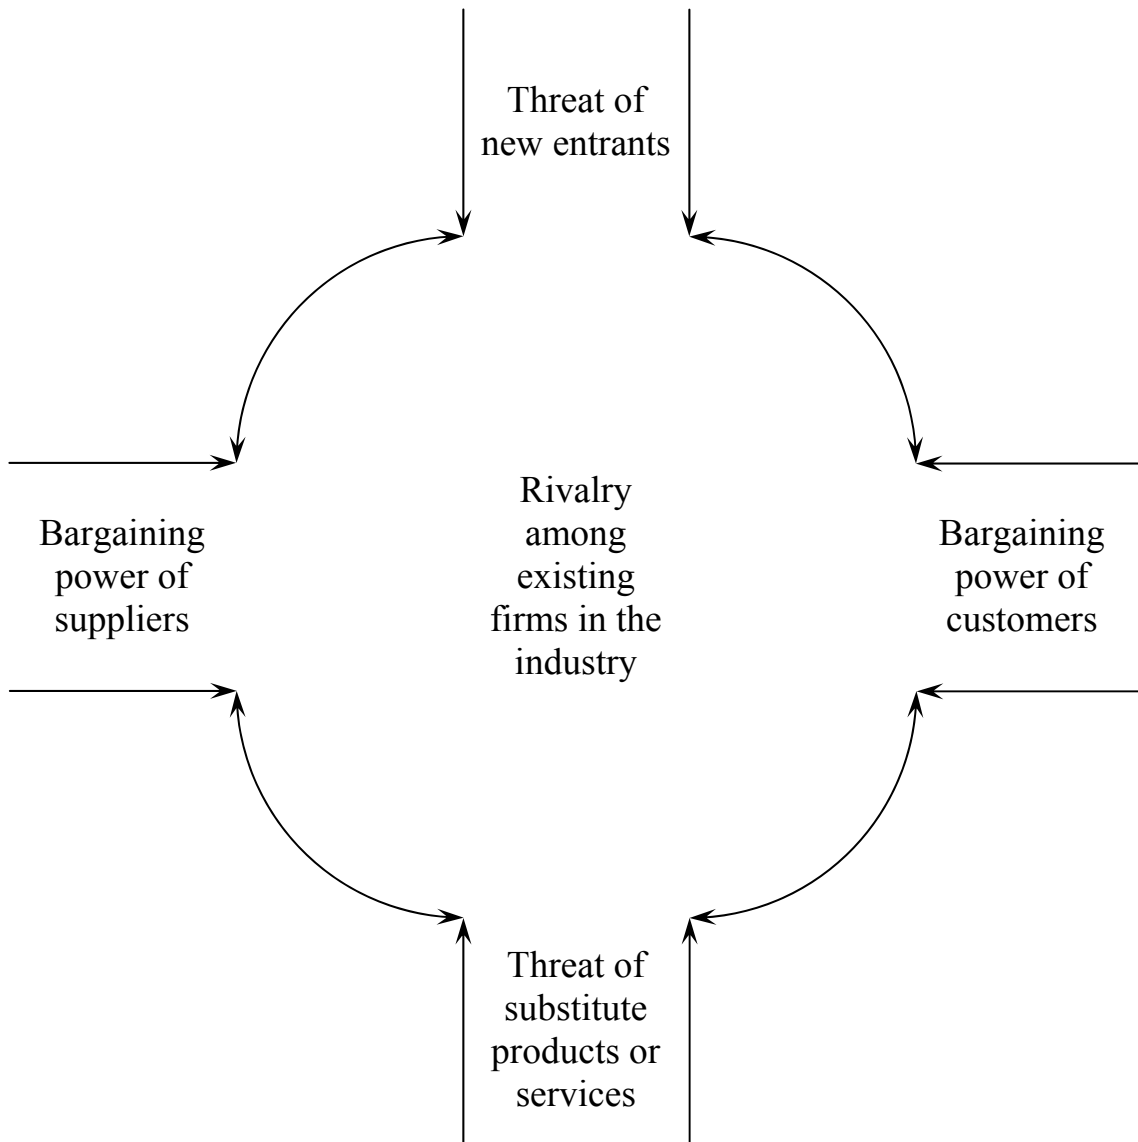 Threat of
new entrants
Bargaining
power of
suppliers
Rivalry
among
existing
firms in the
industry
Bargaining
power of
customers
Threat of
substitute
products or
services